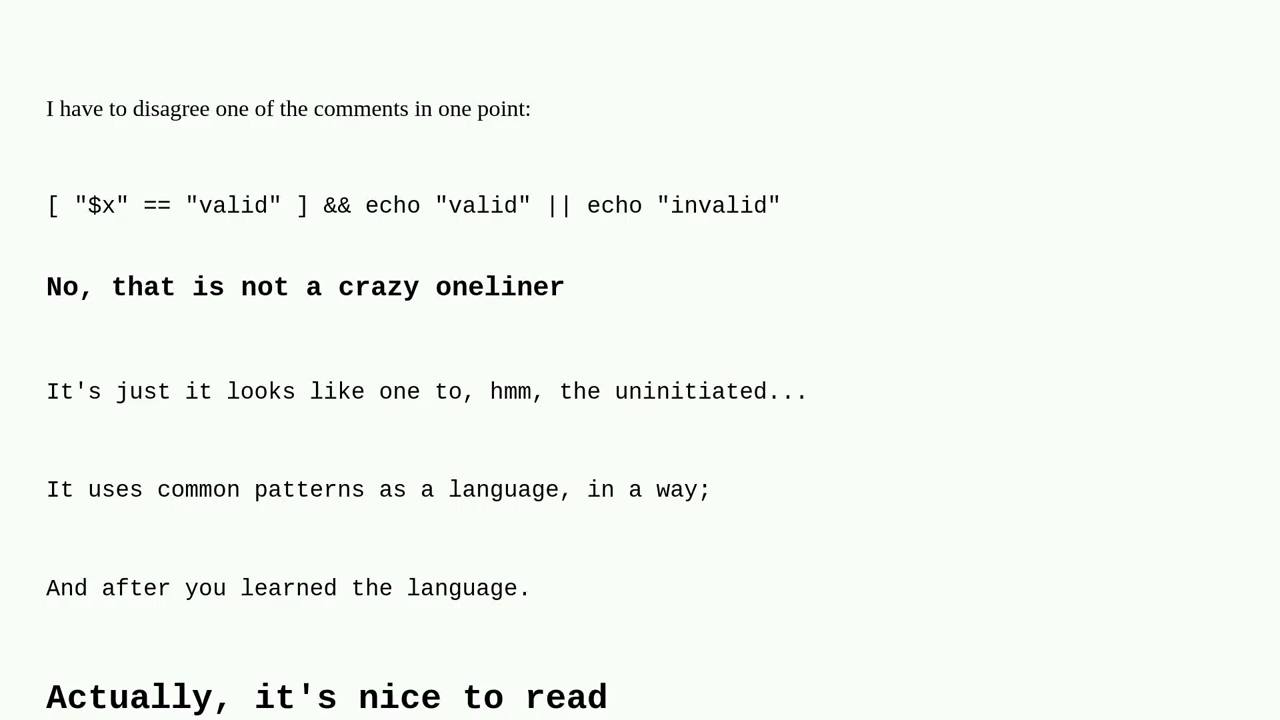 I have to disagree one of the comments in one point:
[ "$x" == "valid" ] && echo "valid" || echo "invalid"
No, that is not a crazy oneliner
It's just it looks like one to, hmm, the uninitiated...
It uses common patterns as a language, in a way;
And after you learned the language.
Actually, it's nice to read